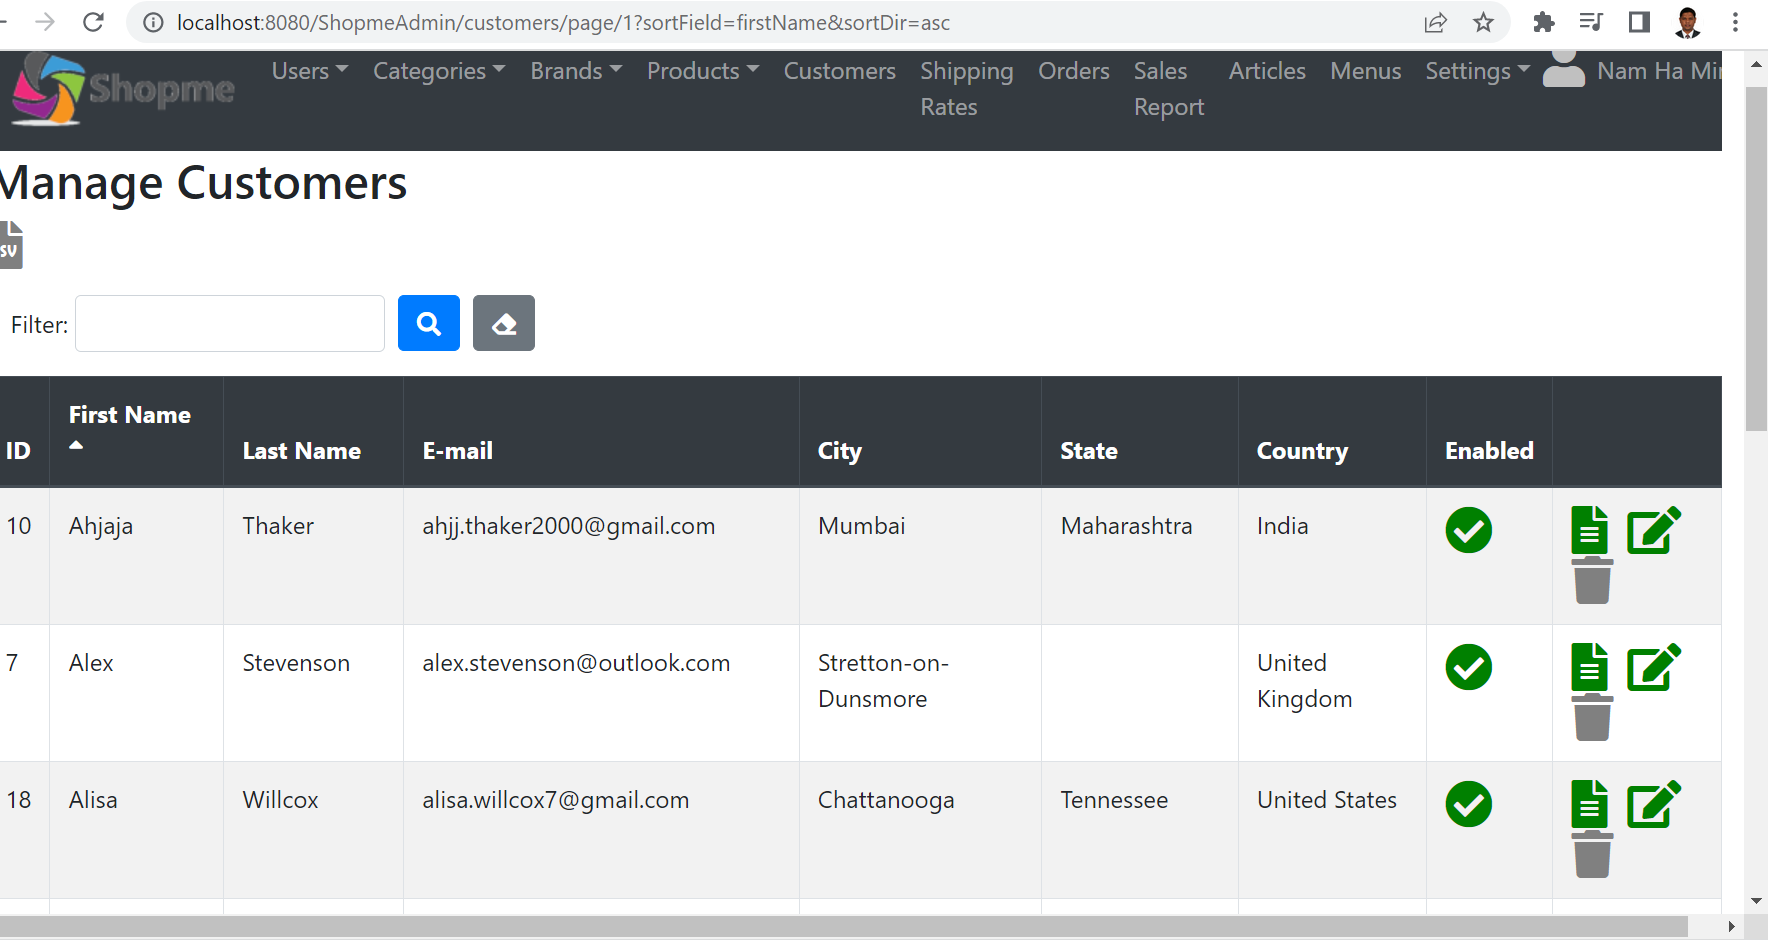 localhost:8080/ShopmeAdmin/customers/page/1?sortField=firstName&sortDir=asc
Shopme Users Categories Brands Products Customers Shipping Rates Orders Sales Report Articles Menus Settings Nam Ha Min
Manage Customers
SV
Filter:
ID First Name Last Name E-mail City State Country Enabled
10 Ahjaja Thaker ahjj.thaker2000@gmail.com Mumbai Maharashtra India
7 Alex Stevenson alex.stevenson@outlook.com Stretton-on-Dunsmore United Kingdom
18 Alisa Willcox alisa.willcox7@gmail.com Chattanooga Tennessee United States